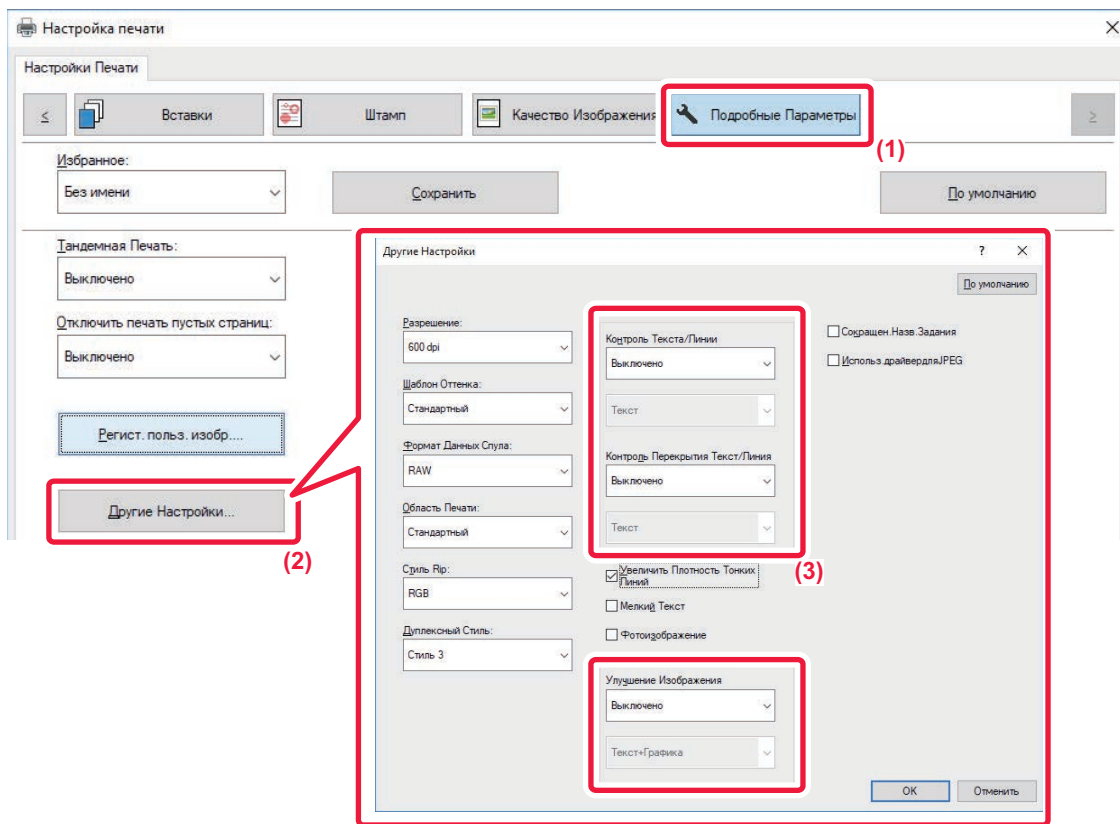 Настройка печати
Настройки Печати
< Вставки Штамп Качество Изображения Подробные Параметры >
(1)
Избранное:
Без имени Сохранить По умолчанию
Тандемная Печать:
Выключено
Отключить печать пустых страниц:
Выключено
Регист. польз. изобр....
Другие Настройки...
(2)
Другие Настройки ?
По умолчанию
Разрешение:
600 dpi
Шаблон Оттенка:
Стандартный
Формат Данных Спула:
RAW
Область Печати:
Стандартный
Стиль Rip:
RGB
Дуплексный Стиль:
Стиль 3
Контроль Текста/Линии
Выключено
Текст
Контроль Перекрытия Текст/Линия
Выключено
Текст
(3)
Увеличить Плотность Тонких
Линий
Мелкий Текст
Фотоизображение
Улучшение Изображения
Выключено
Текст+Графика
Сокращен.Назв.Задания
Использ.драйвердляJPEG
OK Отменить